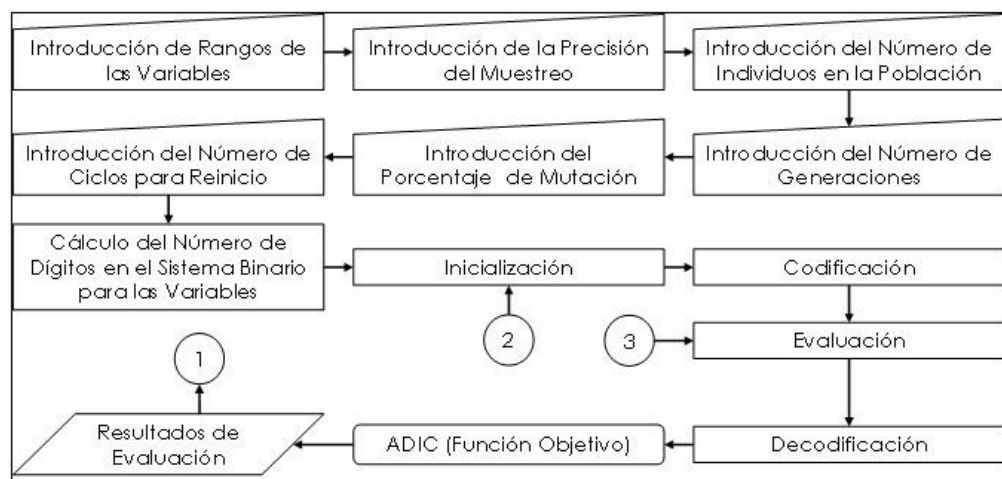 Introducción de Rangos de
las Variables
Introducción de la Precisión
del Muestreo
Introducción del Número de
Individuos en la Población
Introducción del Número de
Ciclos para Reinicio
Introducción del
Porcentaje de Mutación
Introducción del Número de
Generaciones
Cálculo del Número de
Dígitos en el Sistema Binario
para las Variables
Inicialización
Codificación
2
3
Evaluación
1
Resultados de
Evaluación
ADIC (Función Objetivo)
Decodificación